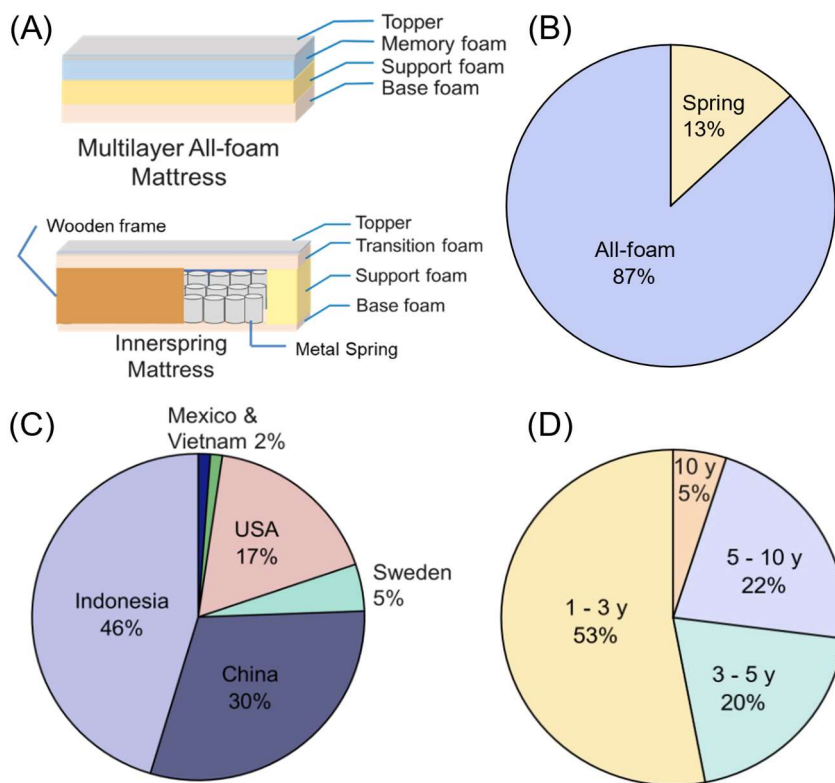 (A)
Topper
Memory foam
Support foam
Base foam
Multilayer All-foam
Mattress
Wooden frame
Topper
Transition foam
Support foam
Base foam
Innerspring
Mattress
Metal Spring
(B)
Spring
13%
All-foam
87%
(C)
Mexico &
Vietnam 2%
USA
17%
Sweden
5%
Indonesia
46%
China
30%
(D)
10 y
5%
5 - 10 y
22%
1 - 3 y
53%
3 - 5 y
20%